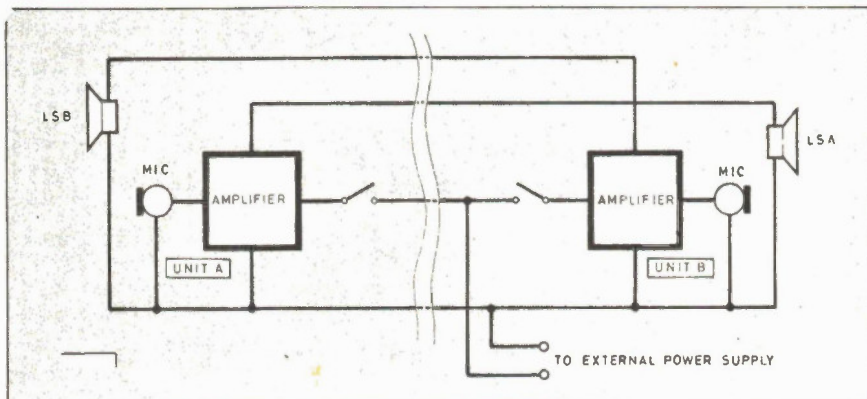 LSB
MIC
AMPLIFIER
UNIT A
AMPLIFIER
MIC
LSA
UNIT B
TO EXTERNAL POWER SUPPLY